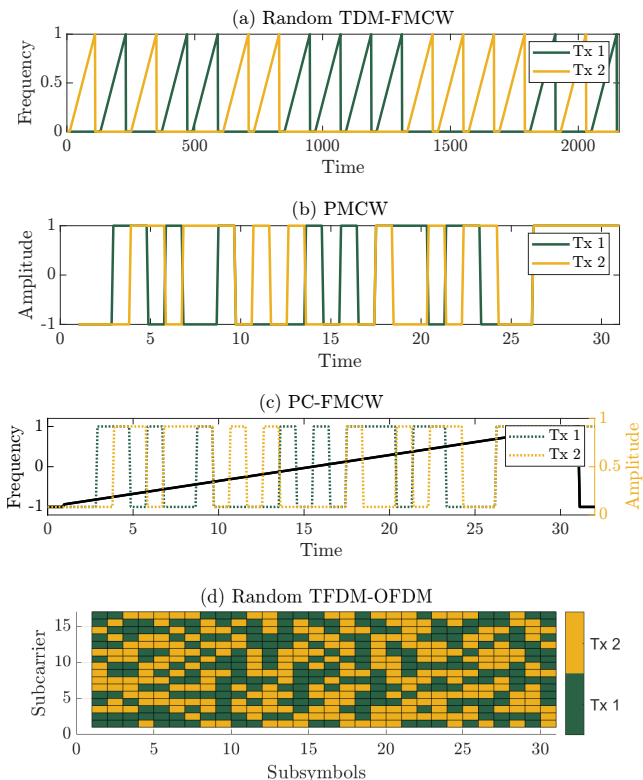 (a) Random TDM-FMCW
Frequency
1
0.5
0
Tx 1
Tx 2
0 500 1000 1500 2000
Time
(b) PMCW
Amplitude
1
0
-1
Tx 1
Tx 2
0 5 10 15 20 25 30
Time
(c) PC-FMCW
Frequency
1
0
-1
Tx 1
Tx 2
1
0.5
0
Amplitude
0 5 10 15 20 25 30
Time
(d) Random TFDM-OFDM
Subcarrier
15
10
5
0
Tx 2
Tx 1
0 5 10 15 20 25 30
Subsymbols